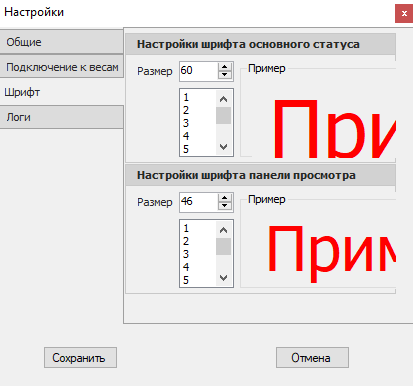 Настройки
x
Общие
Подключение к весам
Шрифт
Логи
Настройки шрифта основного статуса
Размер 60 Пример
1
2
3
4
5
При
Настройки шрифта панели просмотра
Размер 46 Пример
1
2
3
4
5
Прим
Сохранить Отмена